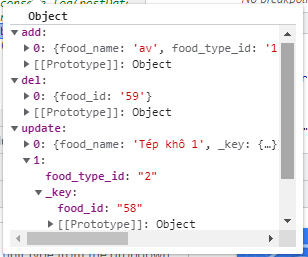 Object
add:
0: {food_name: 'av', food_type_id: '1
[[Prototype]]: Object
del:
0: {food_id: '59'}
[[Prototype]]: Object
update:
0: {food_name: 'Tép khô 1', _key: {…}
1:
food_type_id: "2"
_key:
food_id: "58"
[[Prototype]]: Object